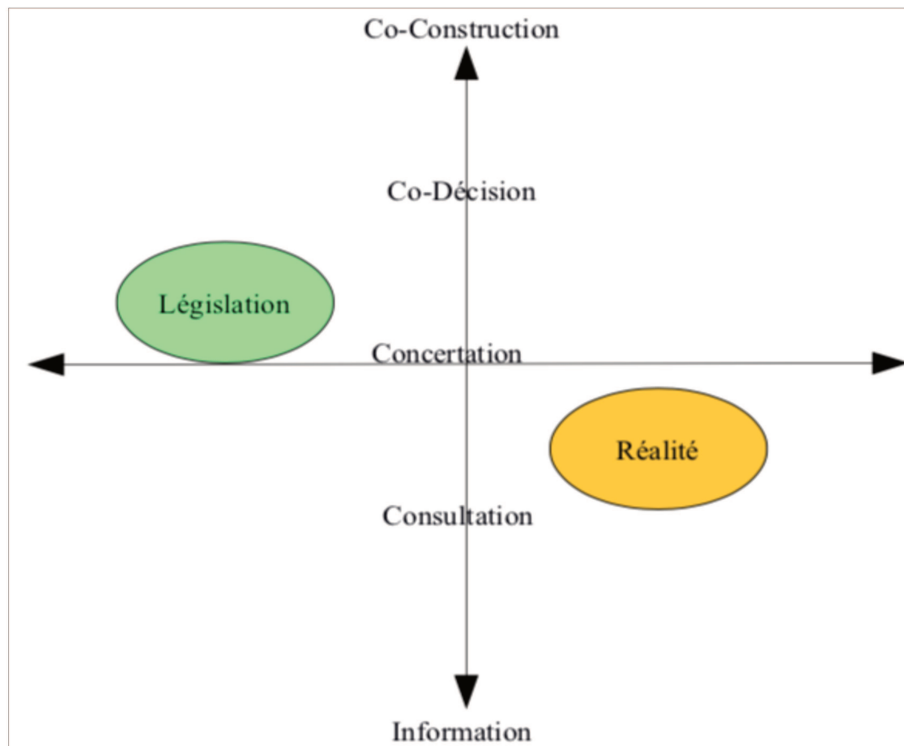 Co-Construction
Co-Décision
Législation
Concertation
Réalité
Consultation
Information